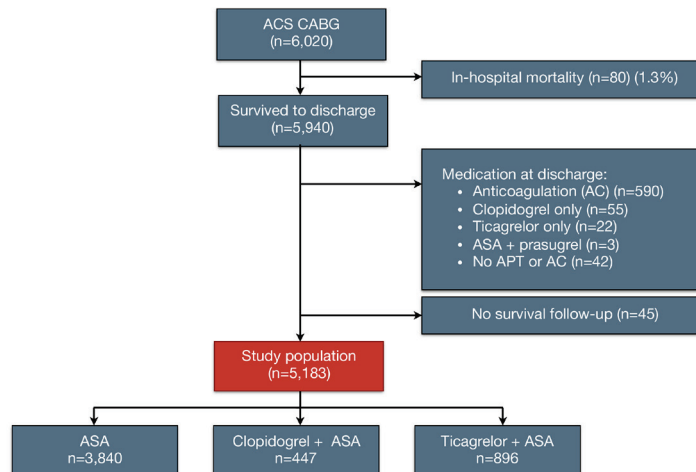 ACS CABG
(n=6,020)
In-hospital mortality (n=80) (1.3%)
Survived to discharge
(n=5,940)
Medication at discharge:
• Anticoagulation (AC) (n=590)
• Clopidogrel only (n=55)
• Ticagrelor only (n=22)
• ASA + prasugrel (n=3)
• No APT or AC (n=42)
No survival follow-up (n=45)
Study population
(n=5,183)
ASA
n=3,840
Clopidogrel + ASA
n=447
Ticagrelor + ASA
n=896